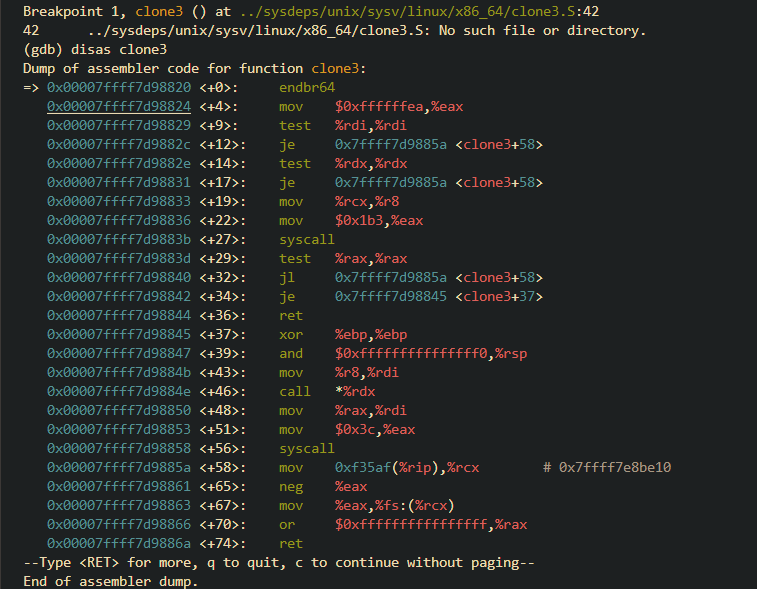 Breakpoint 1, clone3 () at ../sysdeps/unix/sysv/linux/x86_64/clone3.S:42
42      ../sysdeps/unix/sysv/linux/x86_64/clone3.S: No such file or directory.
(gdb) disas clone3
Dump of assembler code for function clone3:
=> 0x00007ffff7d98820 <+0>:     endbr64
   0x00007ffff7d98824 <+4>:     mov    $0xffffffea,%eax
   0x00007ffff7d98829 <+9>:     test   %rdi,%rdi
   0x00007ffff7d9882c <+12>:    je     0x7ffff7d9885a <clone3+58>
   0x00007ffff7d9882e <+14>:    test   %rdx,%rdx
   0x00007ffff7d98831 <+17>:    je     0x7ffff7d9885a <clone3+58>
   0x00007ffff7d98833 <+19>:    mov    %rcx,%r8
   0x00007ffff7d98836 <+22>:    mov    $0x1b3,%eax
   0x00007ffff7d9883b <+27>:    syscall
   0x00007ffff7d9883d <+29>:    test   %rax,%rax
   0x00007ffff7d98840 <+32>:    jl     0x7ffff7d9885a <clone3+58>
   0x00007ffff7d98842 <+34>:    je     0x7ffff7d98845 <clone3+37>
   0x00007ffff7d98844 <+36>:    ret
   0x00007ffff7d98845 <+37>:    xor    %ebp,%ebp
   0x00007ffff7d98847 <+39>:    and    $0xfffffffffffffff0,%rsp
   0x00007ffff7d9884b <+43>:    mov    %r8,%rdi
   0x00007ffff7d9884e <+46>:    call   *%rdx
   0x00007ffff7d98850 <+48>:    mov    %rax,%rdi
   0x00007ffff7d98853 <+51>:    mov    $0x3c,%eax
   0x00007ffff7d98858 <+56>:    syscall
   0x00007ffff7d9885a <+58>:    mov    0xf35af(%rip),%rcx        # 0x7ffff7e8be10
   0x00007ffff7d98861 <+65>:    neg    %eax
   0x00007ffff7d98863 <+67>:    mov    %eax,%fs:(%rcx)
   0x00007ffff7d98866 <+70>:    or     $0xffffffffffffffff,%rax
   0x00007ffff7d9886a <+74>:    ret
--Type <RET> for more, q to quit, c to continue without paging--
End of assembler dump.